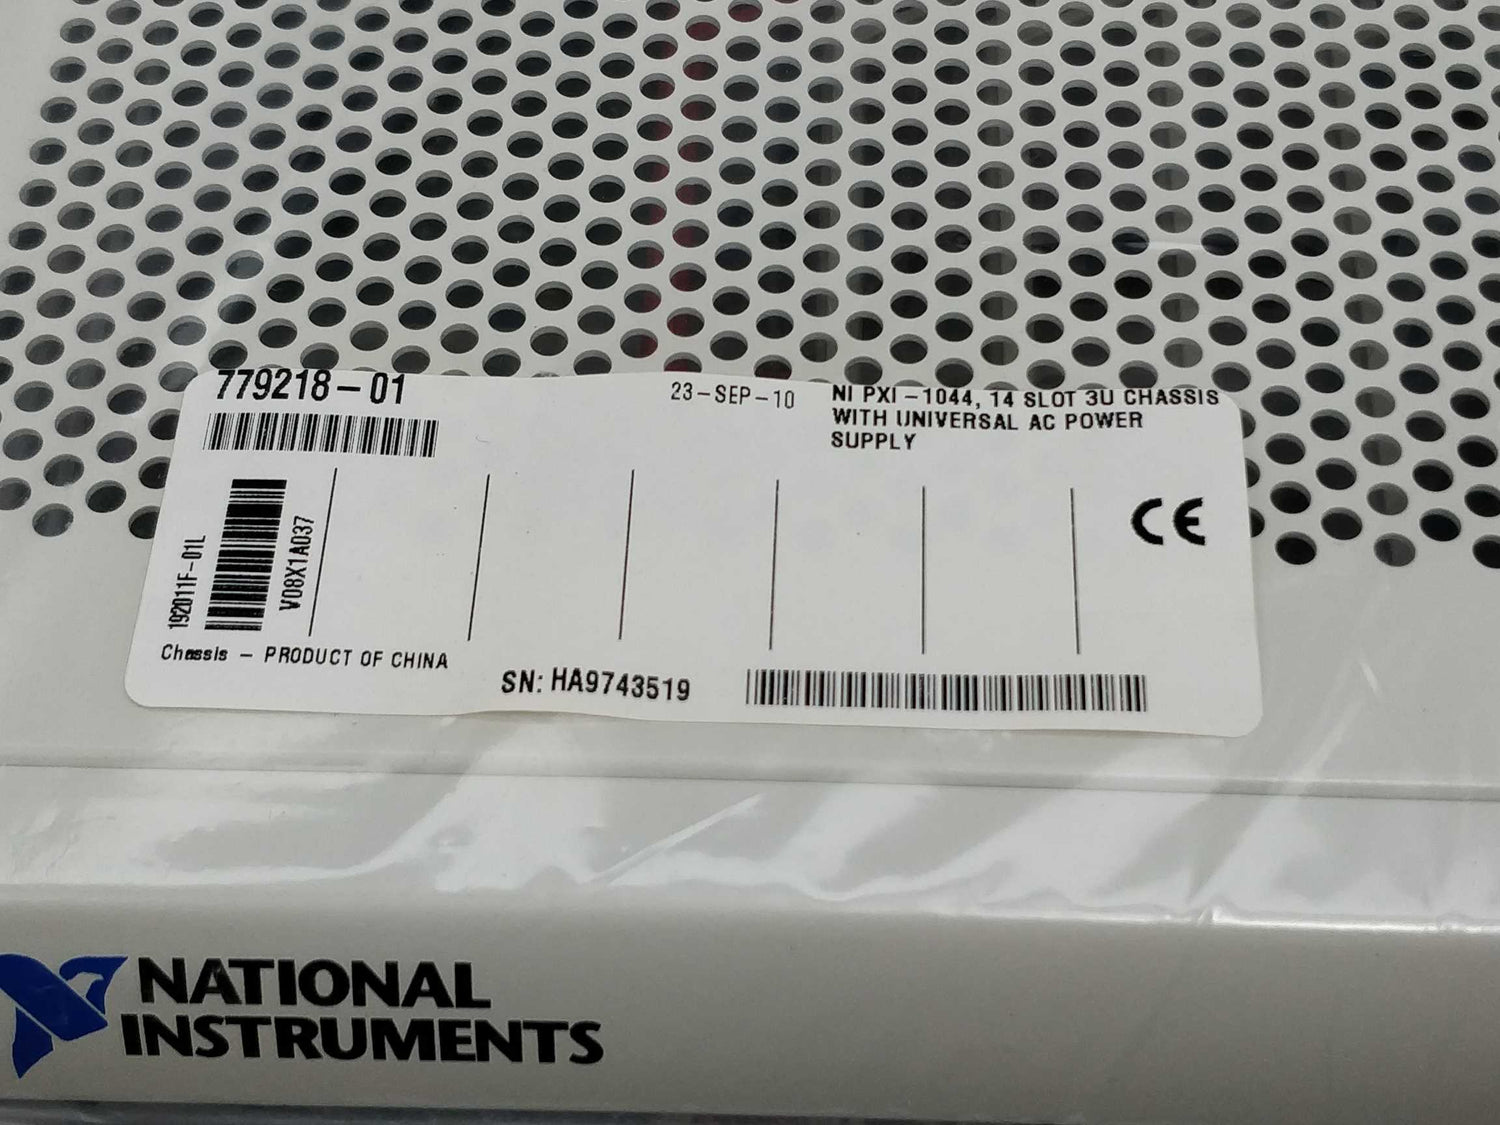 779218-01
23-SEP-10
NI PXI-1044, 14 SLOT 3U CHASSIS
WITH UNIVERSAL AC POWER
SUPPLY
192011F-01L
V08X1A037
CE
Chassis - PRODUCT OF CHINA
SN: HA9743519
NATIONAL
INSTRUMENTS